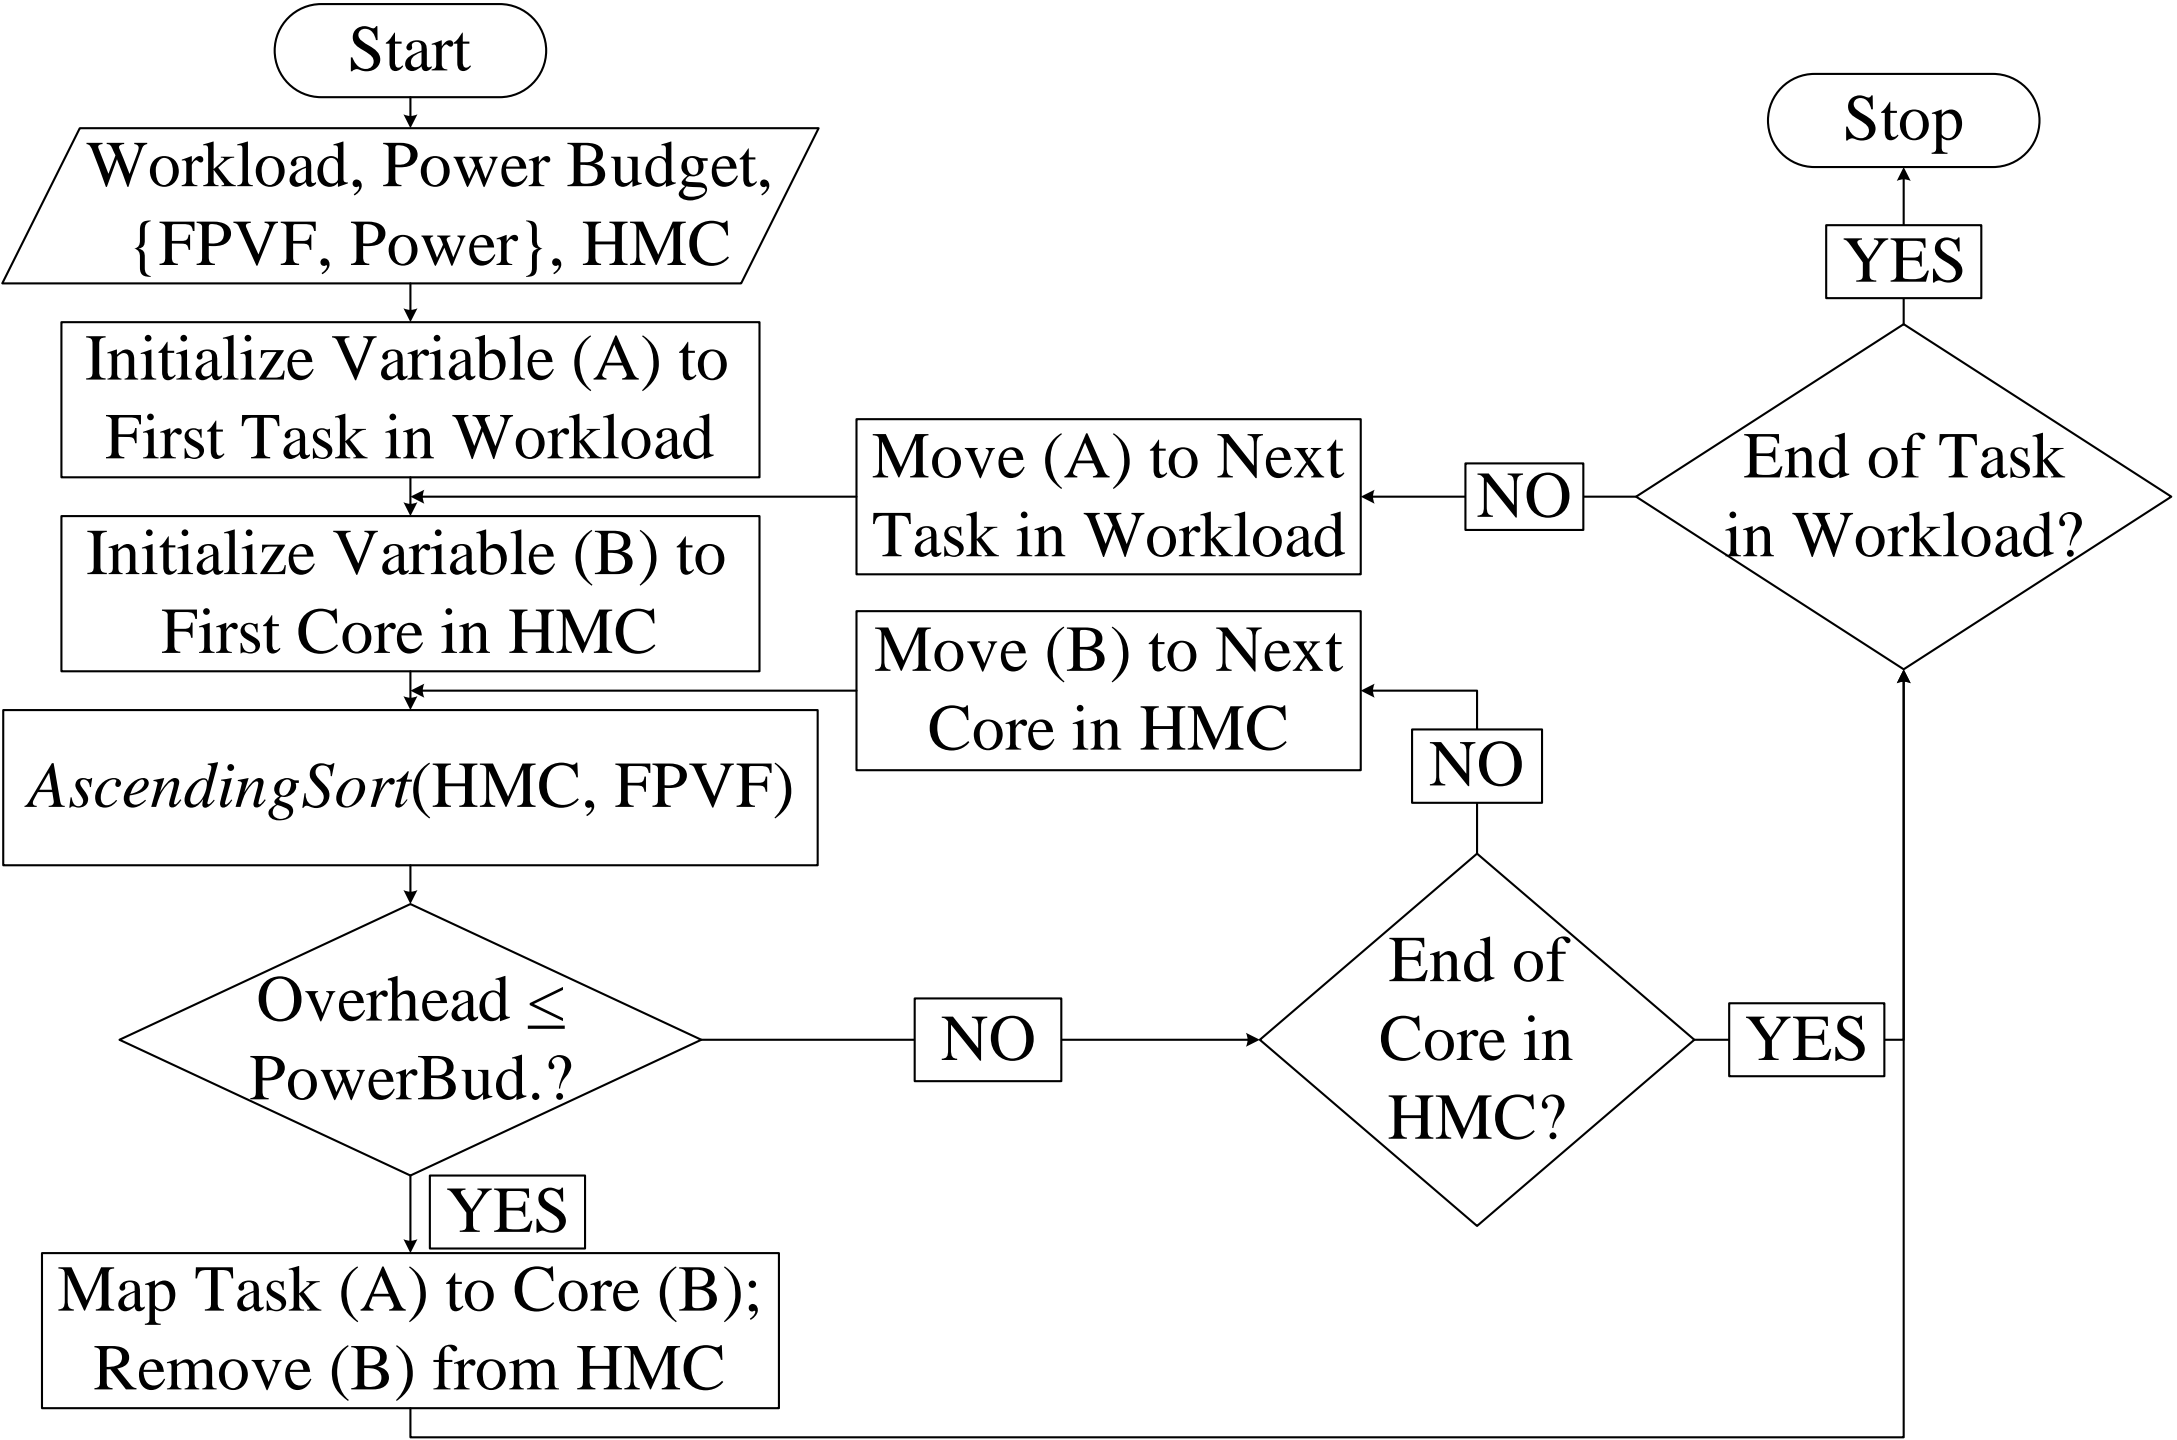 Start
Workload, Power Budget,
{FPVF, Power}, HMC
Initialize Variable (A) to
First Task in Workload
Initialize Variable (B) to
First Core in HMC
AscendingSort(HMC, FPVF)
Overhead ≤
PowerBud.?
YES
Map Task (A) to Core (B);
Remove (B) from HMC
NO
End of
Core in
HMC?
NO
Move (B) to Next
Core in HMC
YES
End of Task
in Workload?
NO
Move (A) to Next
Task in Workload
YES
Stop